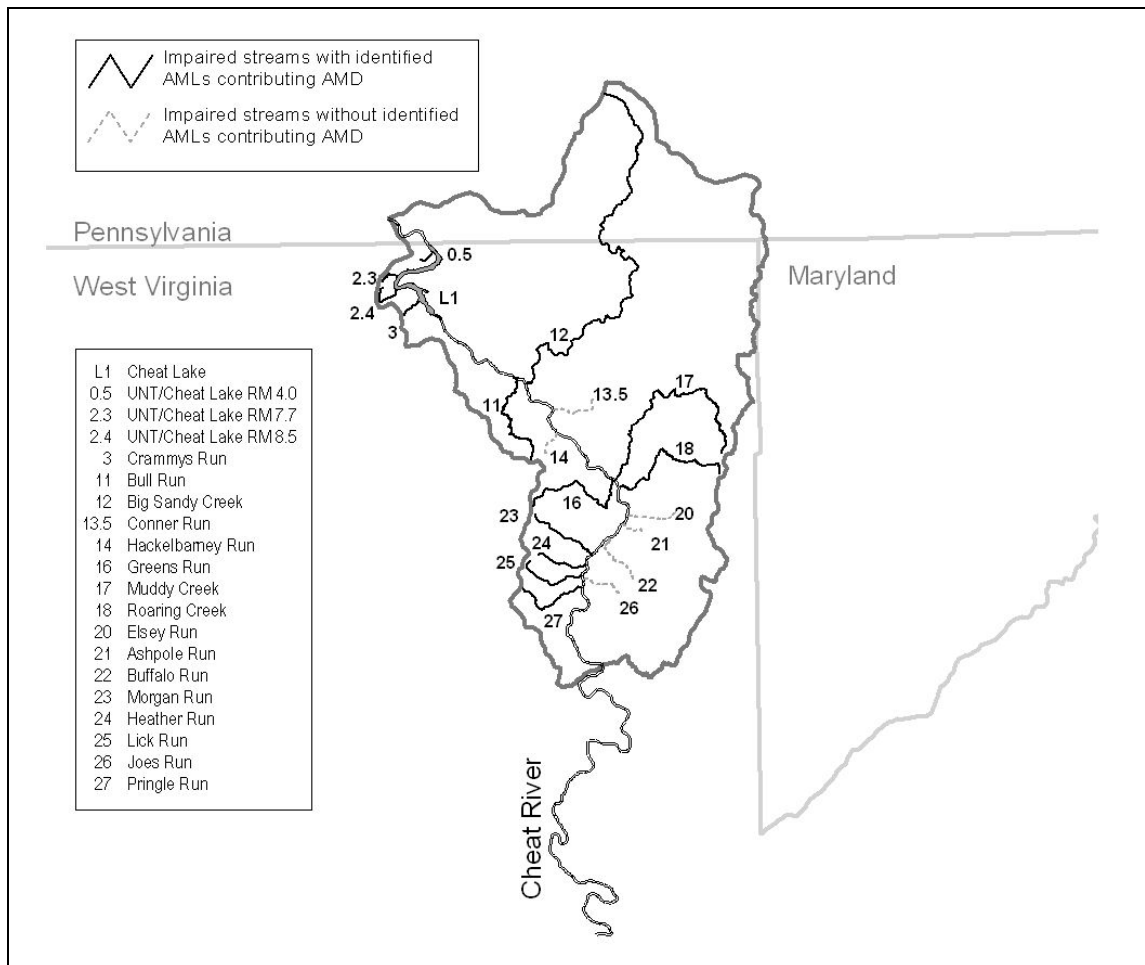 Impaired streams with identified
AMLs contributing AMD
Impaired streams without identified
AMLs contributing AMD
Pennsylvania
West Virginia
Maryland
0.5
2.3
L1
2.4
3
12
17
13.5
11
14
18
16
23
20
24
21
25
22
26
27
L1 Cheat Lake
0.5 UNT/Cheat Lake RM 4.0
2.3 UNT/Cheat Lake RM 7.7
2.4 UNT/Cheat Lake RM 8.5
3 Crammys Run
11 Bull Run
12 Big Sandy Creek
13.5 Conner Run
14 Hackelbarney Run
16 Greens Run
17 Muddy Creek
18 Roaring Creek
20 Elsey Run
21 Ashpole Run
22 Buffalo Run
23 Morgan Run
24 Heather Run
25 Lick Run
26 Joes Run
27 Pringle Run
Cheat River